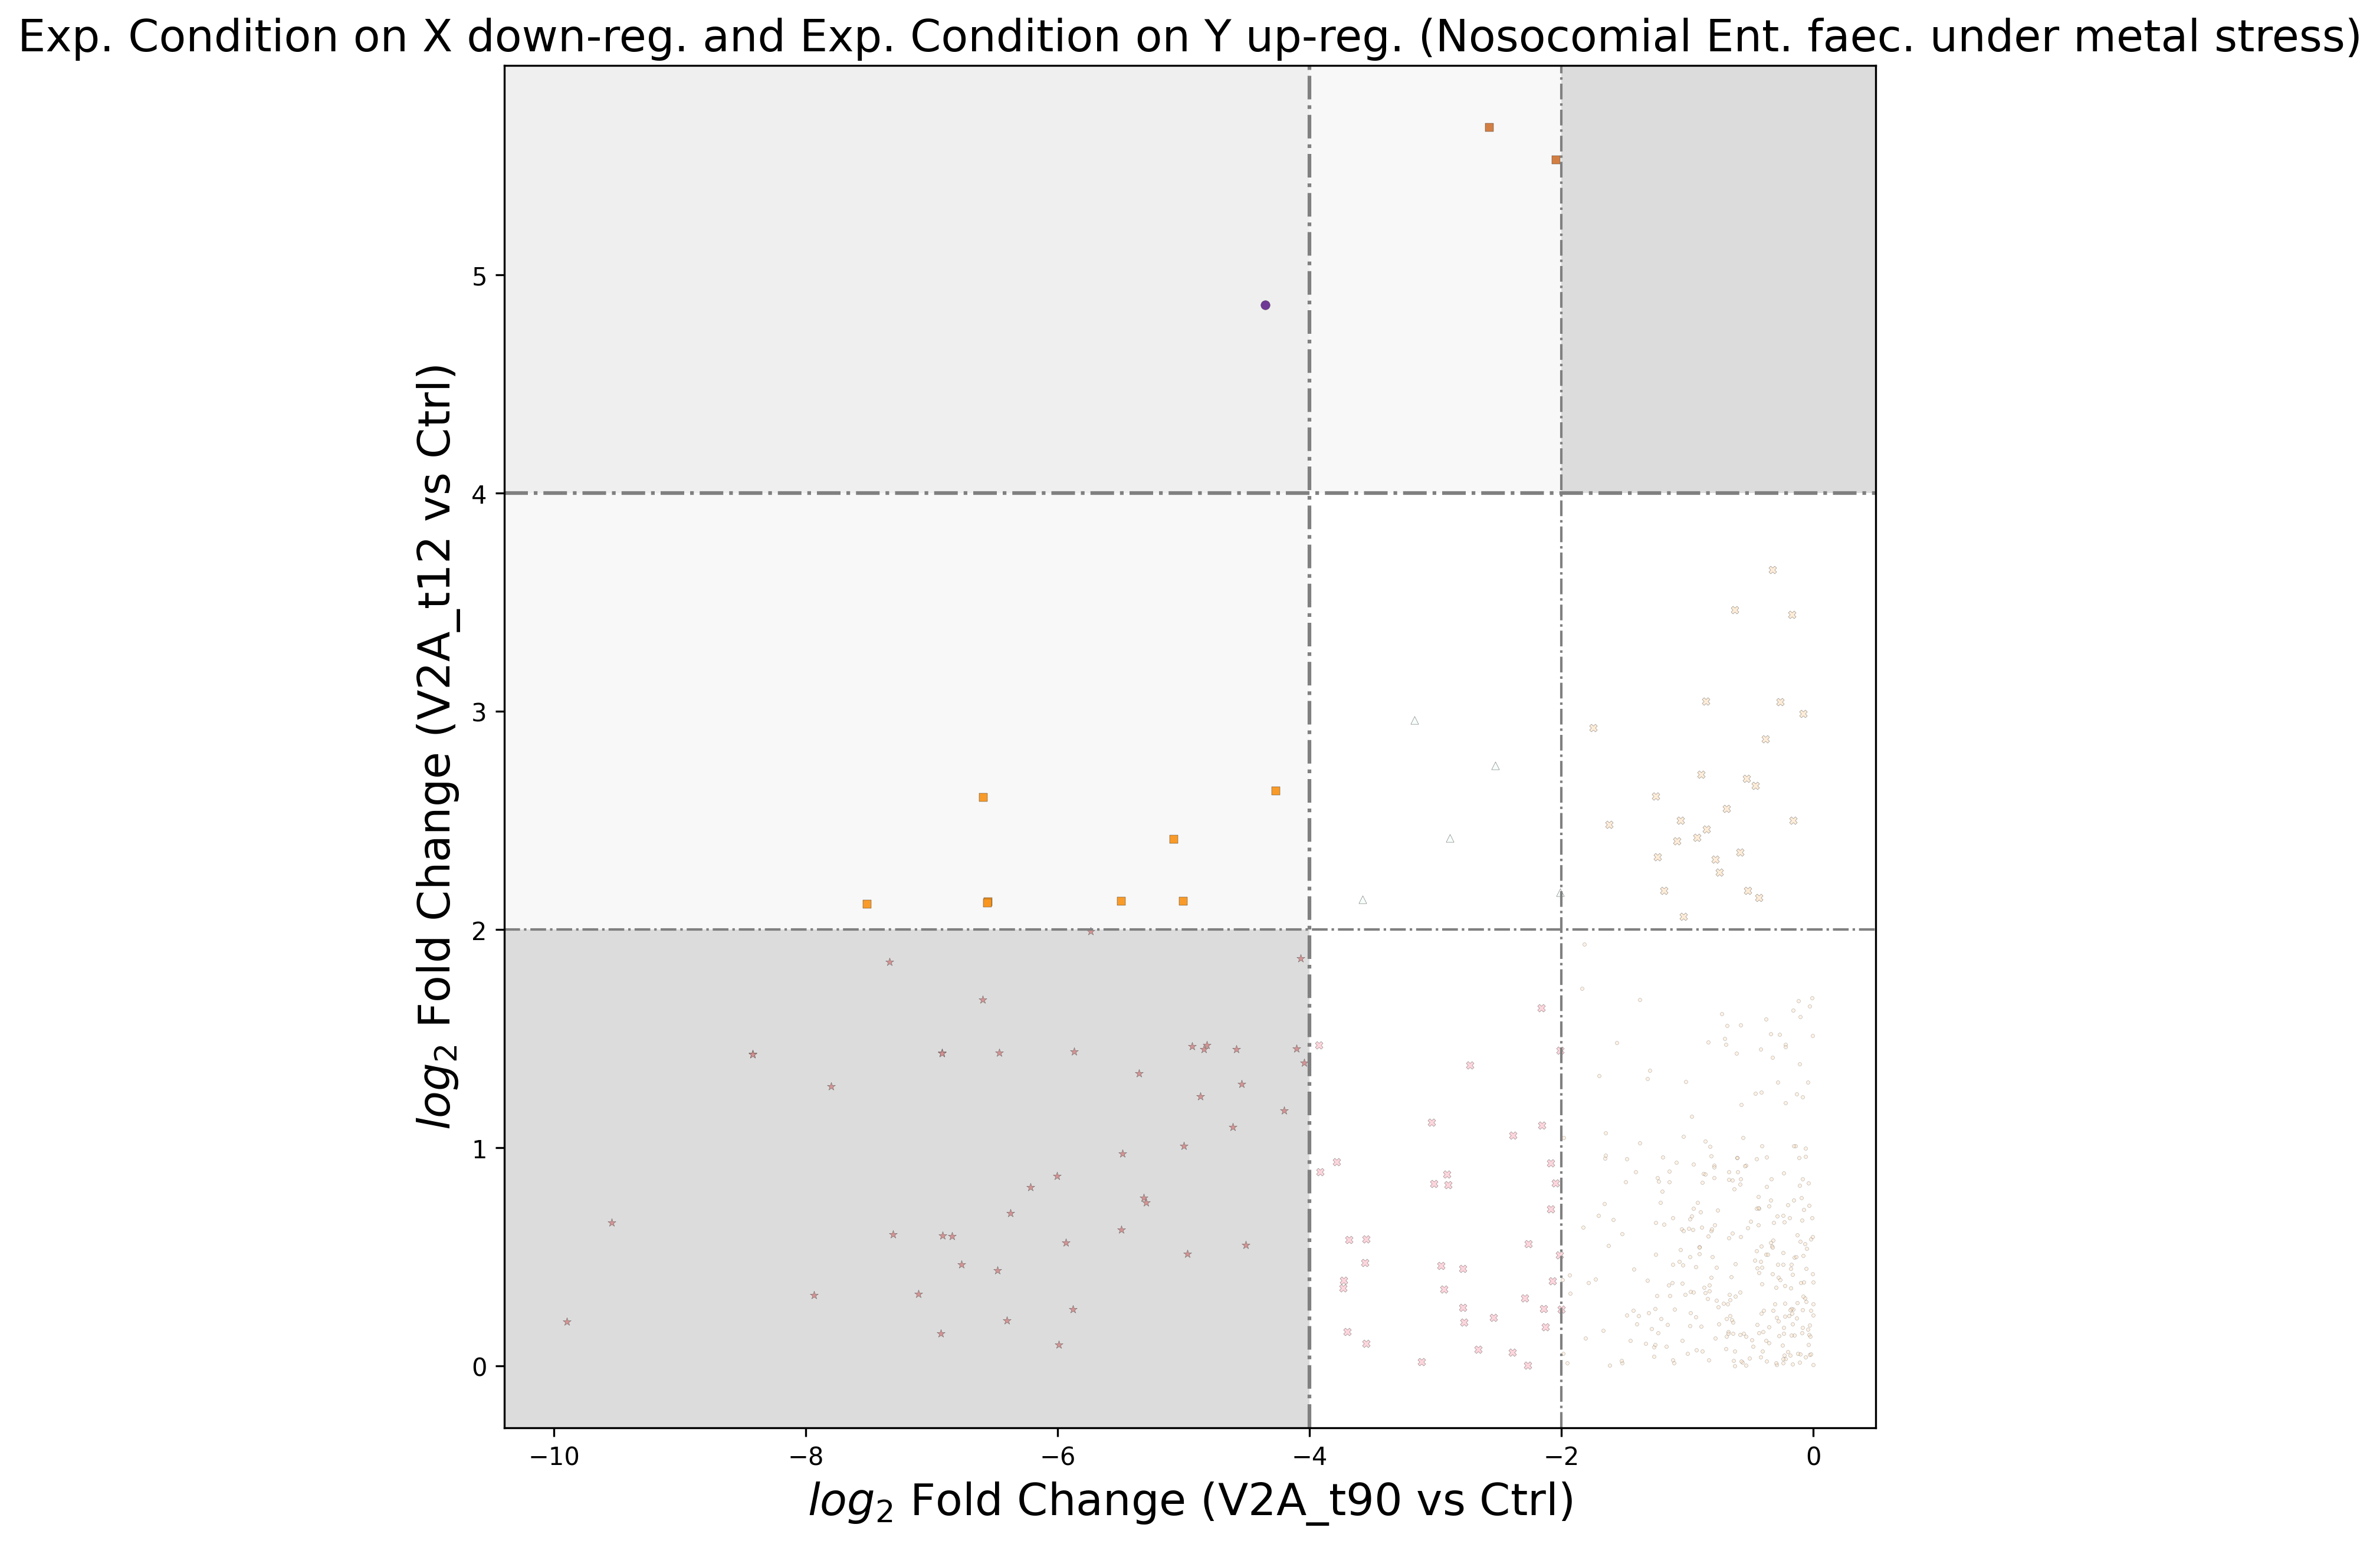 Exp. Condition on X down-reg. and Exp. Condition on Y up-reg. (Nosocomial Ent. faec. under metal stress)
log2 Fold Change (V2A_t12 vs Ctrl)
5
4
3
2
1
0
−10 −8 −6 −4 −2 0
log2 Fold Change (V2A_t90 vs Ctrl)